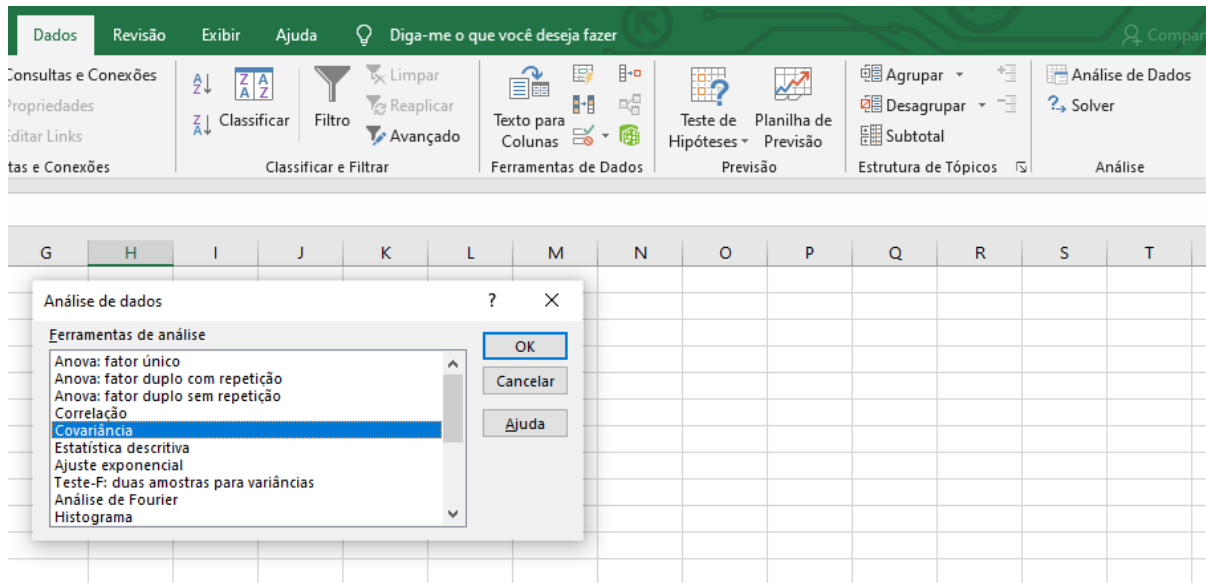 Dados Revisão Exibir Ajuda Diga-me o que você deseja fazer Compar
Consultas e Conexões
Propriedades
Editar Links
tas e Conexões
Classificar
Filtro
Limpar
Reaplicar
Avançado
Classificar e Filtrar
Texto para
Colunas
Ferramentas de Dados
Teste de
Hipóteses
Planilha de
Previsão
Previsão
Agrupar
Desagrupar
Subtotal
Estrutura de Tópicos
Análise de Dados
Solver
Análise
G H I J K L M N O P Q R S T
Análise de dados ?
Ferramentas de análise
Anova: fator único
Anova: fator duplo com repetição
Anova: fator duplo sem repetição
Correlação
Covariância
Estatística descritiva
Ajuste exponencial
Teste-F: duas amostras para variâncias
Análise de Fourier
Histograma
OK
Cancelar
Ajuda